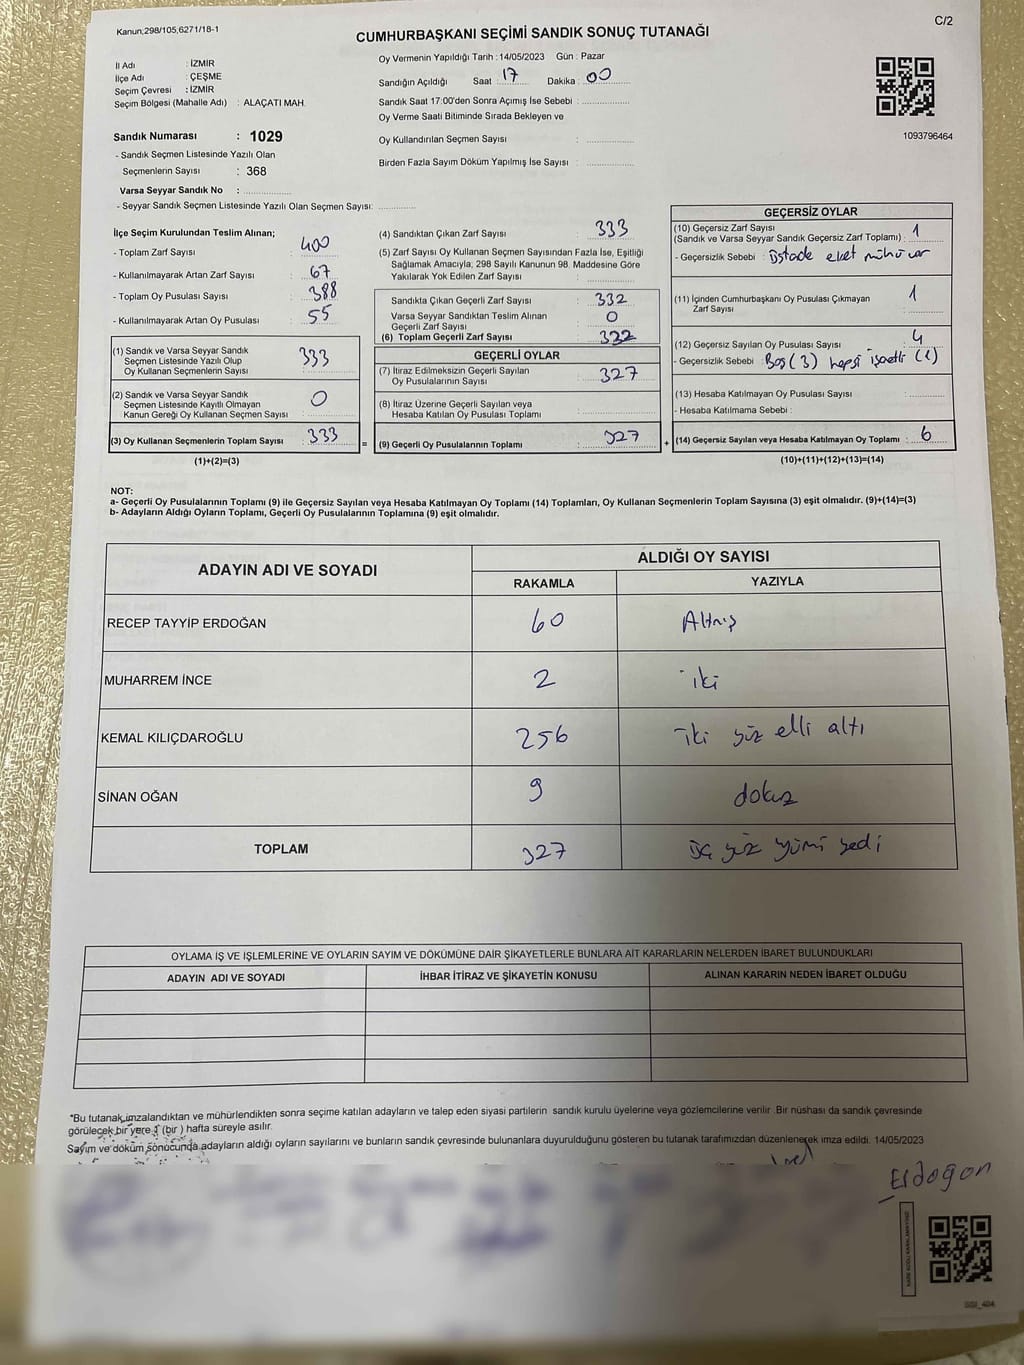 Kanun,298/105,6271/18-1
C/2
CUMHURBAŞKANI SEÇİMİ SANDIK SONUÇ TUTANAĞI
İl Adı : İZMİR
İlçe Adı : ÇEŞME
Seçim Çevresi : İZMİR
Seçim Bölgesi (Mahalle Adı) : ALAÇATI MAH.
Sandık Numarası : 1029
- Sandık Seçmen Listesinde Yazılı Olan
Seçmenlerin Sayısı : 368
Varsa Seyyar Sandık No :
- Seyyar Sandık Seçmen Listesinde Yazılı Olan Seçmen Sayısı:
Oy Vermenin Yapıldığı Tarih :14/05/2023 Gün : Pazar
Sandığın Açıldığı Saat : 17 Dakika : 00
Sandık Saat 17:00'den Sonra Açımış İse Sebebi :
Oy Verme Saati Bitiminde Sırada Bekleyen ve
Oy Kullandırılan Seçmen Sayısı :
Birden Fazla Sayım Döküm Yapılmış İse Sayısı :
1093796464
İlçe Seçim Kurulundan Teslim Alınan;
- Toplam Zarf Sayısı : 400
- Kullanılmayarak Artan Zarf Sayısı : 67
- Toplam Oy Pusulası Sayısı : 388
- Kullanılmayarak Artan Oy Pusulası : 55
(1) Sandık ve Varsa Seyyar Sandık
Seçmen Listesinde Yazılı Olup
Oy Kullanan Seçmenlerin Sayısı : 333
(2) Sandık ve Varsa Seyyar Sandık
Seçmen Listesinde Kayıtlı Olmayan
Kanun Gereği Oy Kullanan Seçmen Sayısı : 0
(3) Oy Kullanan Seçmenlerin Toplam Sayısı : 333
(1)+(2)=(3)
(4) Sandıktan Çıkan Zarf Sayısı : 333
(5) Zarf Sayısı Oy Kullanan Seçmen Sayısından Fazla İse, Eşitliği
Sağlamak Amacıyla; 298 Sayılı Kanunun 98. Maddesine Göre
Yakılarak Yok Edilen Zarf Sayısı :
Sandıkta Çıkan Geçerli Zarf Sayısı : 332
Varsa Seyyar Sandıktan Teslim Alınan
Geçerli Zarf Sayısı : 0
(6) Toplam Geçerli Zarf Sayısı : 332
GEÇERLİ OYLAR
(7) İtiraz Edilmeksizin Geçerli Sayılan
Oy Pusulalarının Sayısı : 327
(8) İtiraz Üzerine Geçerli Sayılan veya
Hesaba Katılan Oy Pusulası Toplamı :
= (9) Geçerli Oy Pusulalarının Toplamı : 327 +
GEÇERSİZ OYLAR
(10) Geçersiz Zarf Sayısı
(Sandık ve Varsa Seyyar Sandık Geçersiz Zarf Toplamı) : 1
- Geçersizlik Sebebi : üstade evet mühü var
(11) İçinden Cumhurbaşkanı Oy Pusulası Çıkmayan
Zarf Sayısı : 1
(12) Geçersiz Sayılan Oy Pusulası Sayısı : 4
- Geçersizlik Sebebi : Boş (3) hepsi işaretli (1)
(13) Hesaba Katılmayan Oy Pusulası Sayısı :
- Hesaba Katılmama Sebebi :
(14) Geçersiz Sayılan veya Hesaba Katılmayan Oy Toplamı : 6
(10)+(11)+(12)+(13)=(14)
NOT:
a- Geçerli Oy Pusulalarının Toplamı (9) ile Geçersiz Sayılan veya Hesaba Katılmayan Oy Toplamı (14) Toplamları, Oy Kullanan Seçmenlerin Toplam Sayısına (3) eşit olmalıdır. (9)+(14)=(3)
b- Adayların Aldığı Oyların Toplamı, Geçerli Oy Pusulalarının Toplamına (9) eşit olmalıdır.
ADAYIN ADI VE SOYADI
ALDIĞI OY SAYISI
RAKAMLA YAZIYLA
RECEP TAYYİP ERDOĞAN 60 Altmış
MUHARREM İNCE 2 iki
KEMAL KILIÇDAROĞLU 256 iki yüz elli altı
SİNAN OĞAN 9 dokuz
TOPLAM 327 üç yüz yirmi yedi
OYLAMA İŞ VE İŞLEMLERİNE VE OYLARIN SAYIM VE DÖKÜMÜNE DAİR ŞİKAYETLERLE BUNLARA AİT KARARLARIN NELERDEN İBARET BULUNDUKLARI
ADAYIN ADI VE SOYADI İHBAR İTİRAZ VE ŞİKAYETİN KONUSU ALINAN KARARIN NEDEN İBARET OLDUĞU
*Bu tutanak imzalandıktan ve mühürlendikten sonra seçime katılan adayların ve talep eden siyasi partilerin sandık kurulu üyelerine veya gözlemcilerine verilir .Bir nüshası da sandık çevresinde
görülecek bir yere 1 (bir ) hafta süreyle asılır.
Sayım ve döküm sonucunda adayların aldığı oyların sayılarını ve bunların sandık çevresinde bulunanlara duyurulduğunu gösteren bu tutanak tarafımızdan düzenlenerek imza edildi. 14/05/2023
Erdoğan